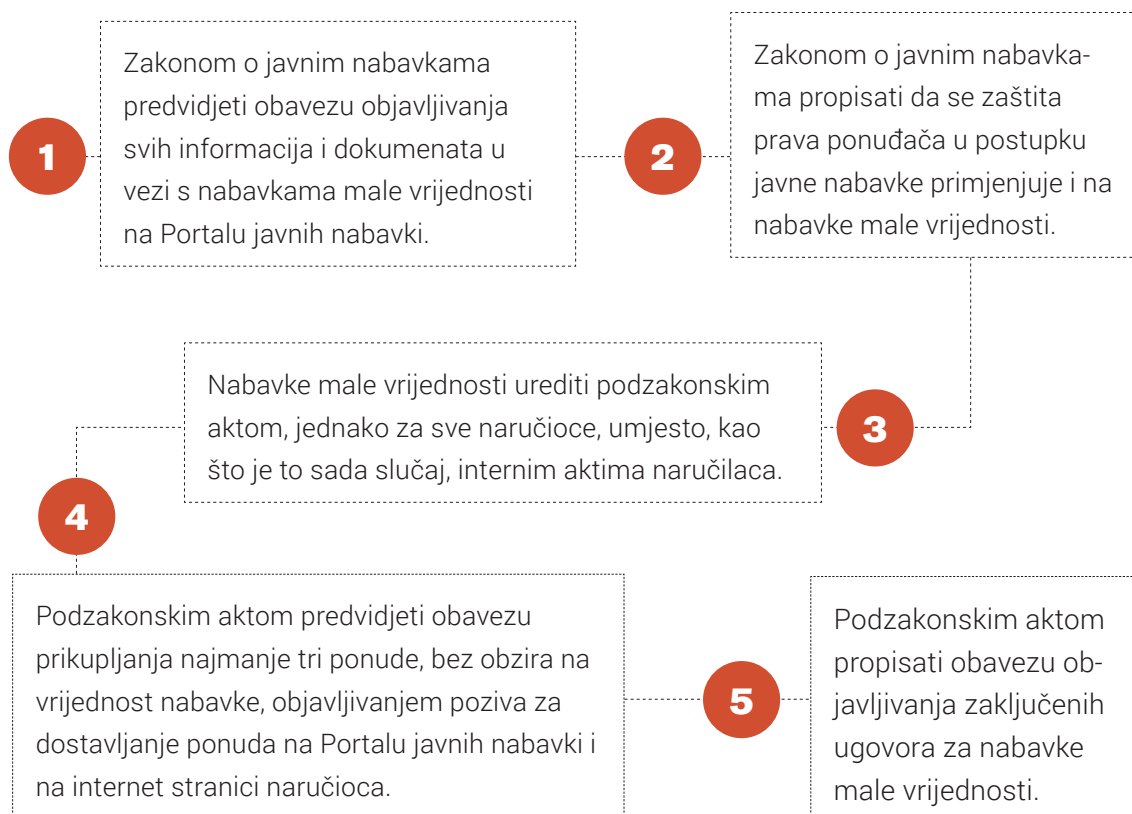 1
Zakonom o javnim nabavkama
predvidjeti obavezu objavljivanja
svih informacija i dokumenata u
vezi s nabavkama male vrijednosti
na Portalu javnih nabavki.
2
Zakonom o javnim nabavka-
ma propisati da se zaštita
prava ponuđača u postupku
javne nabavke primjenjuje i na
nabavke male vrijednosti.
3
Nabavke male vrijednosti urediti podzakonskim
aktom, jednako za sve naručioce, umjesto, kao
što je to sada slučaj, internim aktima naručilaca.
4
Podzakonskim aktom predvidjeti obavezu
prikupljanja najmanje tri ponude, bez obzira na
vrijednost nabavke, objavljivanjem poziva za
dostavljanje ponuda na Portalu javnih nabavki i
na internet stranici naručioca.
5
Podzakonskim aktom
propisati obavezu ob-
javljivanja zaključenih
ugovora za nabavke
male vrijednosti.